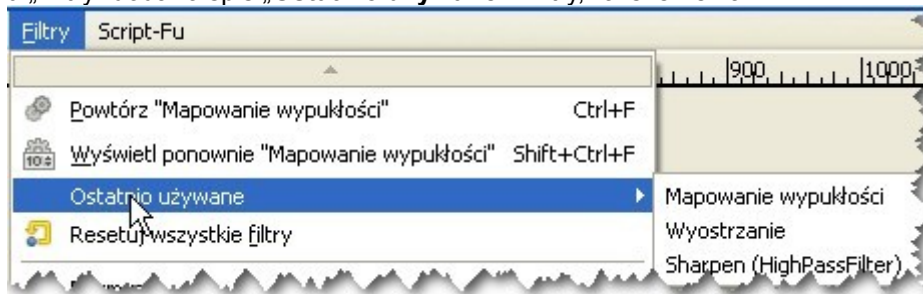 Filtry Script-Fu
900 1000
Powtórz "Mapowanie wypukłości" Ctrl+F
Wyświetl ponownie "Mapowanie wypukłości" Shift+Ctrl+F
Ostatnio używane
Mapowanie wypukłości
Wyostrzanie
Sharpen (HighPassFilter)
Resetuj wszystkie filtry